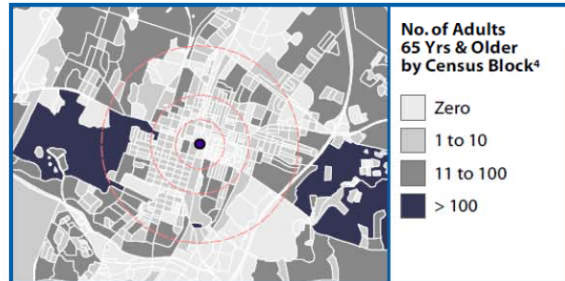 No. of Adults
65 Yrs & Older
by Census Block⁴
Zero
1 to 10
11 to 100
> 100